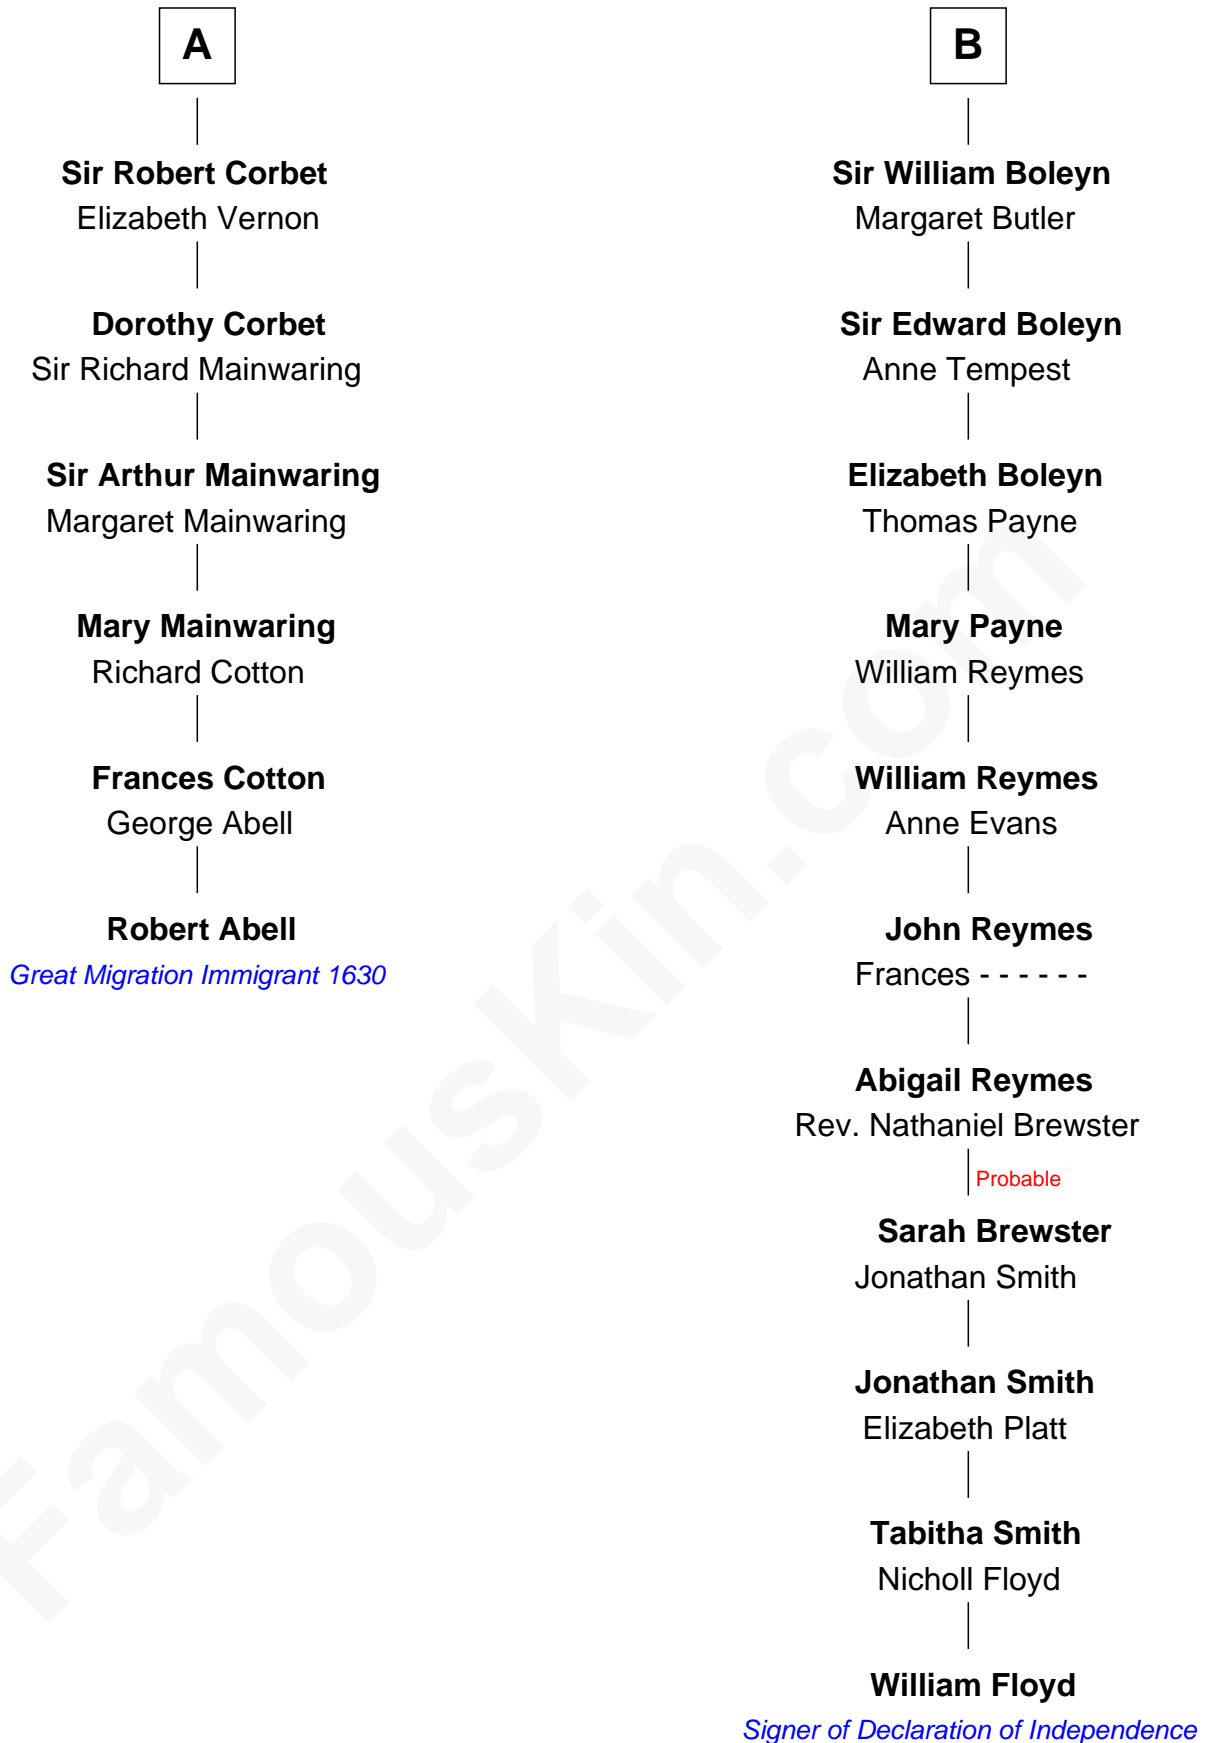 A
Sir Robert Corbet
Elizabeth Vernon
Dorothy Corbet
Sir Richard Mainwaring
Sir Arthur Mainwaring
Margaret Mainwaring
Mary Mainwaring
Richard Cotton
Frances Cotton
George Abell
Robert Abell
Great Migration Immigrant 1630
B
Sir William Boleyn
Margaret Butler
Sir Edward Boleyn
Anne Tempest
Elizabeth Boleyn
Thomas Payne
Mary Payne
William Reymes
William Reymes
Anne Evans
John Reymes
Frances - - - - - -
Abigail Reymes
Rev. Nathaniel Brewster
Probable
Sarah Brewster
Jonathan Smith
Jonathan Smith
Elizabeth Platt
Tabitha Smith
Nicholl Floyd
William Floyd
Signer of Declaration of Independence
FamousKin.com